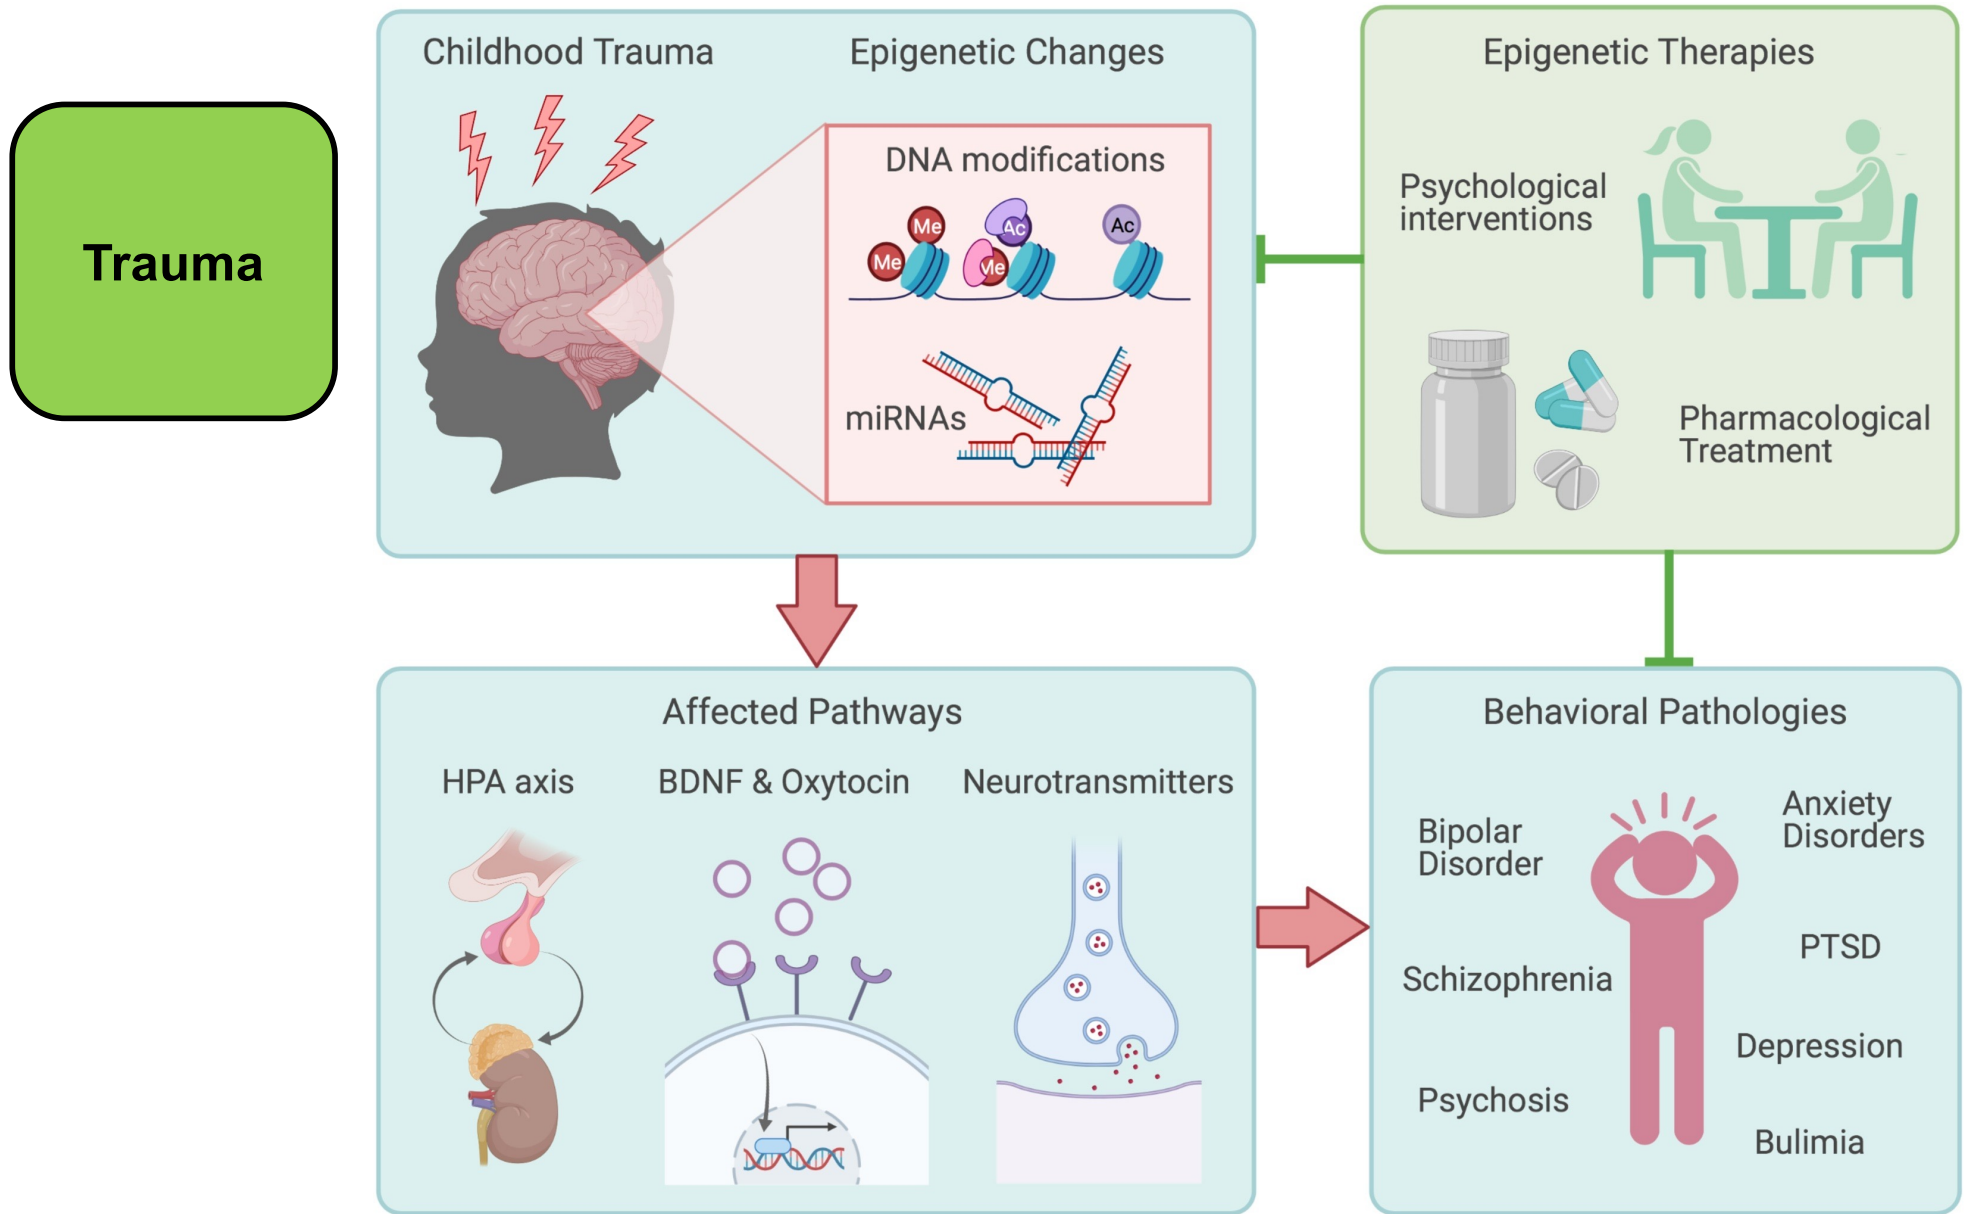 Trauma
Childhood Trauma
Epigenetic Changes
DNA modifications
Me
Me
Ac
Me
Ac
miRNAs
Epigenetic Therapies
Psychological
interventions
Pharmacological
Treatment
Affected Pathways
HPA axis
BDNF & Oxytocin
Neurotransmitters
Behavioral Pathologies
Bipolar
Disorder
Anxiety
Disorders
PTSD
Schizophrenia
Depression
Psychosis
Bulimia